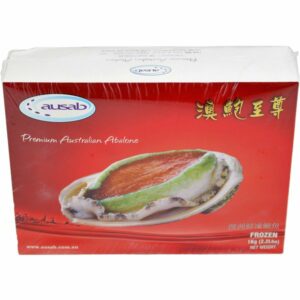 ausab
澳鮑至尊
Premium Australian Abalone
FROZEN
1kg (2.2Lbs)
NET WEIGHT.
www.ausab.com.au